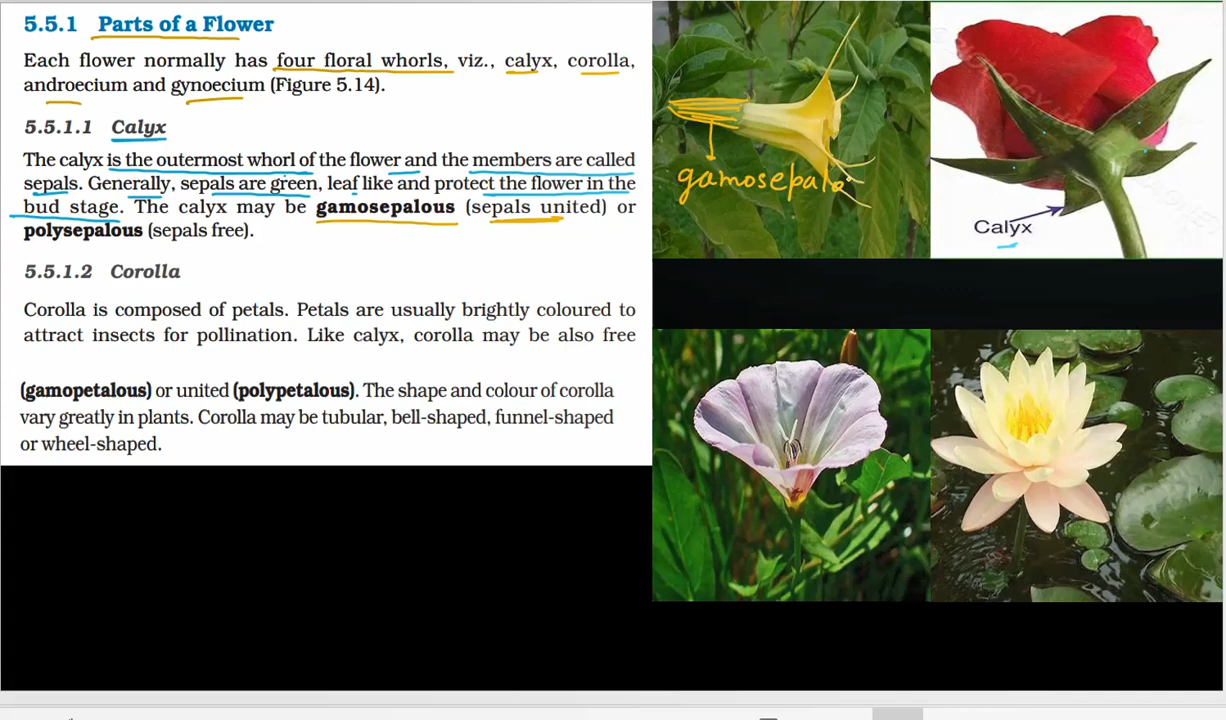 5.5.1 Parts of a Flower
Each flower normally has four floral whorls, viz., calyx, corolla,
androecium and gynoecium (Figure 5.14).
5.5.1.1 Calyx
The calyx is the outermost whorl of the flower and the members are called
sepals. Generally, sepals are green, leaf like and protect the flower in the
bud stage. The calyx may be gamosepalous (sepals united) or
polysepalous (sepals free).
5.5.1.2 Corolla
Corolla is composed of petals. Petals are usually brightly coloured to
attract insects for pollination. Like calyx, corolla may be also free
(gamopetalous) or united (polypetalous). The shape and colour of corolla
vary greatly in plants. Corolla may be tubular, bell-shaped, funnel-shaped
or wheel-shaped.
gamosepalo
Calyx